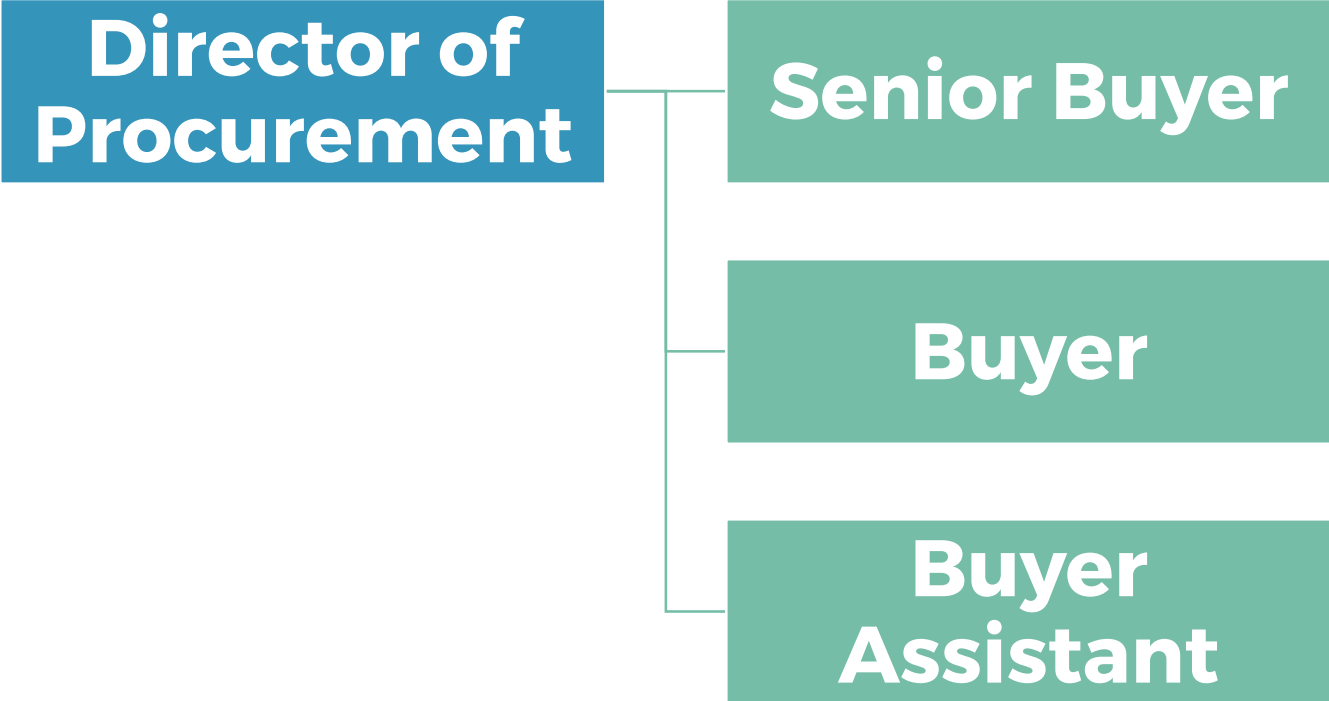 Director of
Procurement
Senior Buyer
Buyer
Buyer
Assistant